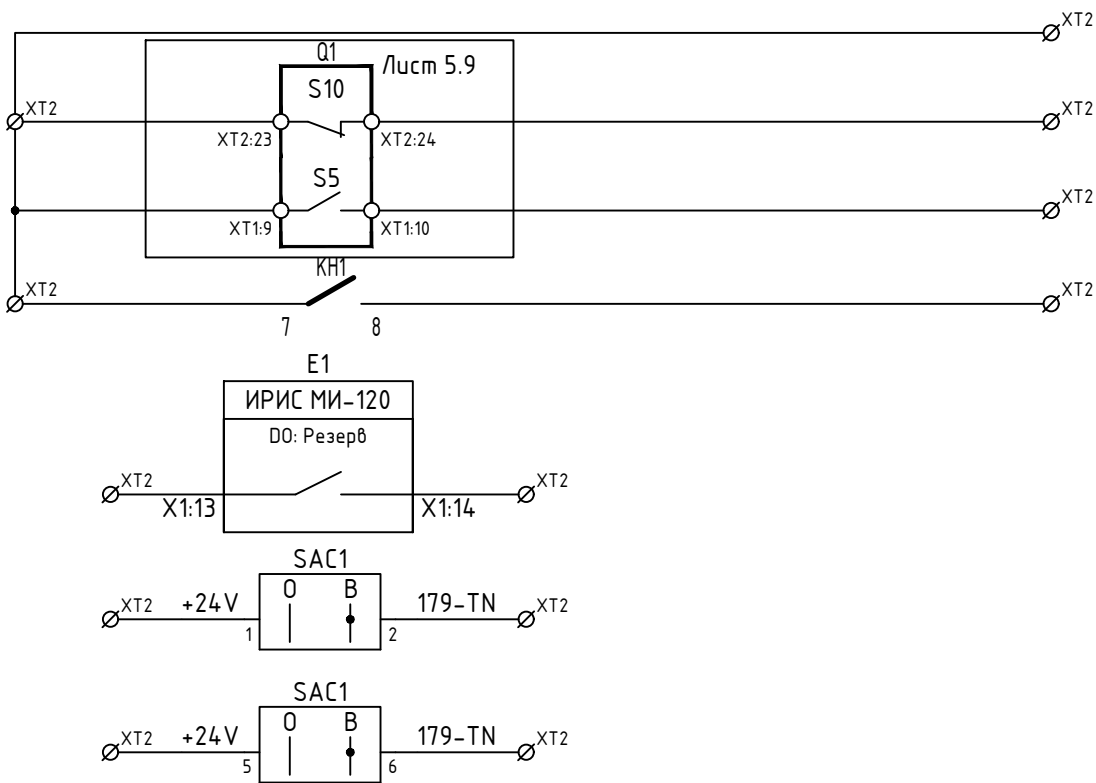 XT2
Q1
Лист 5.9
S10
XT2
XT2
XT2:23
XT2:24
S5
XT2
XT1:9
XT1:10
KH1
XT2
XT2
7
8
E1
ИРИС МИ-120
DO: Резерв
XT2
XT2
X1:13
X1:14
SAC1
O
B
XT2
+24V
179-TN
XT2
1
2
SAC1
O
B
XT2
+24V
179-TN
XT2
5
6